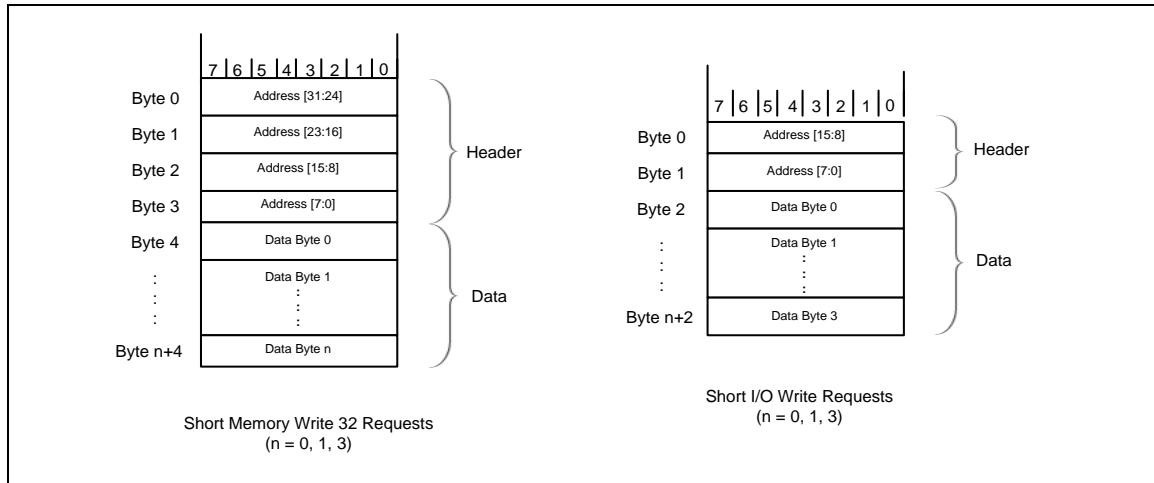 7 6 5 4 3 2 1 0
Byte 0 Address [31:24]
Byte 1 Address [23:16]
Header
Byte 2 Address [15:8]
Byte 3 Address [7:0]
Byte 4 Data Byte 0
Data Byte 1
Data
Byte n+4 Data Byte n
Short Memory Write 32 Requests
(n = 0, 1, 3)
7 6 5 4 3 2 1 0
Byte 0 Address [15:8]
Header
Byte 1 Address [7:0]
Byte 2 Data Byte 0
Data Byte 1
Data
Byte n+2 Data Byte 3
Short I/O Write Requests
(n = 0, 1, 3)